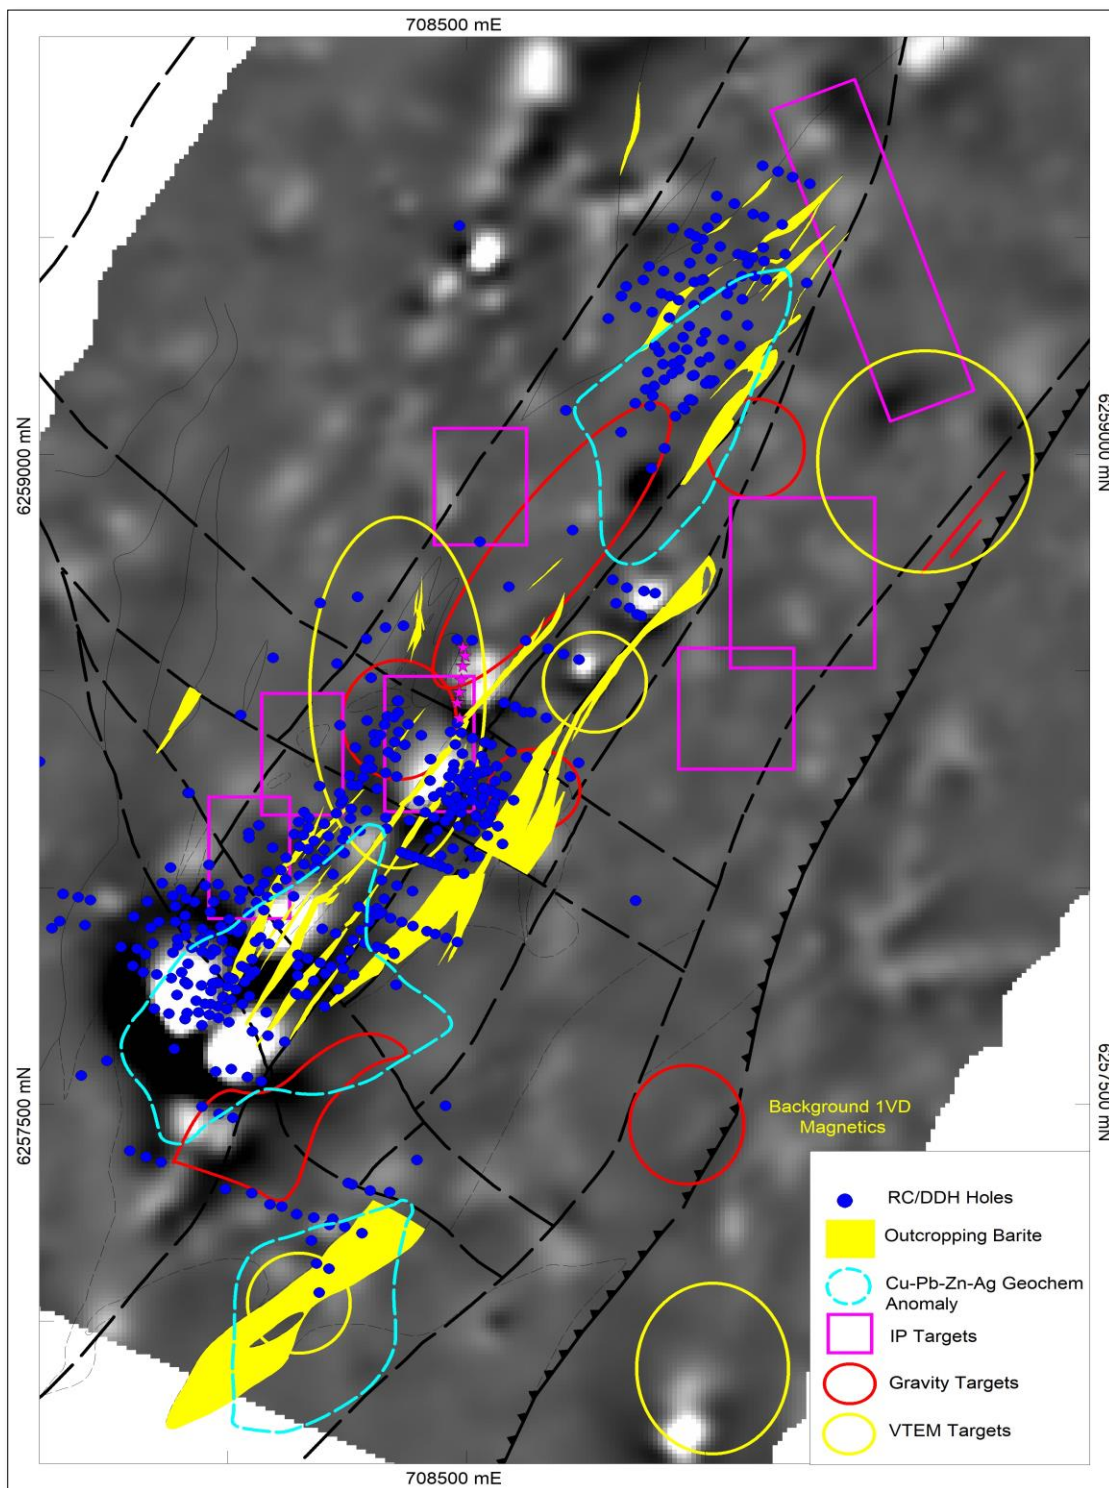 708500 mE
6259000 mN
6259000 mN
6257500 mN
6257500 mN
Background 1VD
Magnetics
RC/DDH Holes
Outcropping Barite
Cu-Pb-Zn-Ag Geochem
Anomaly
IP Targets
Gravity Targets
VTEM Targets
708500 mE